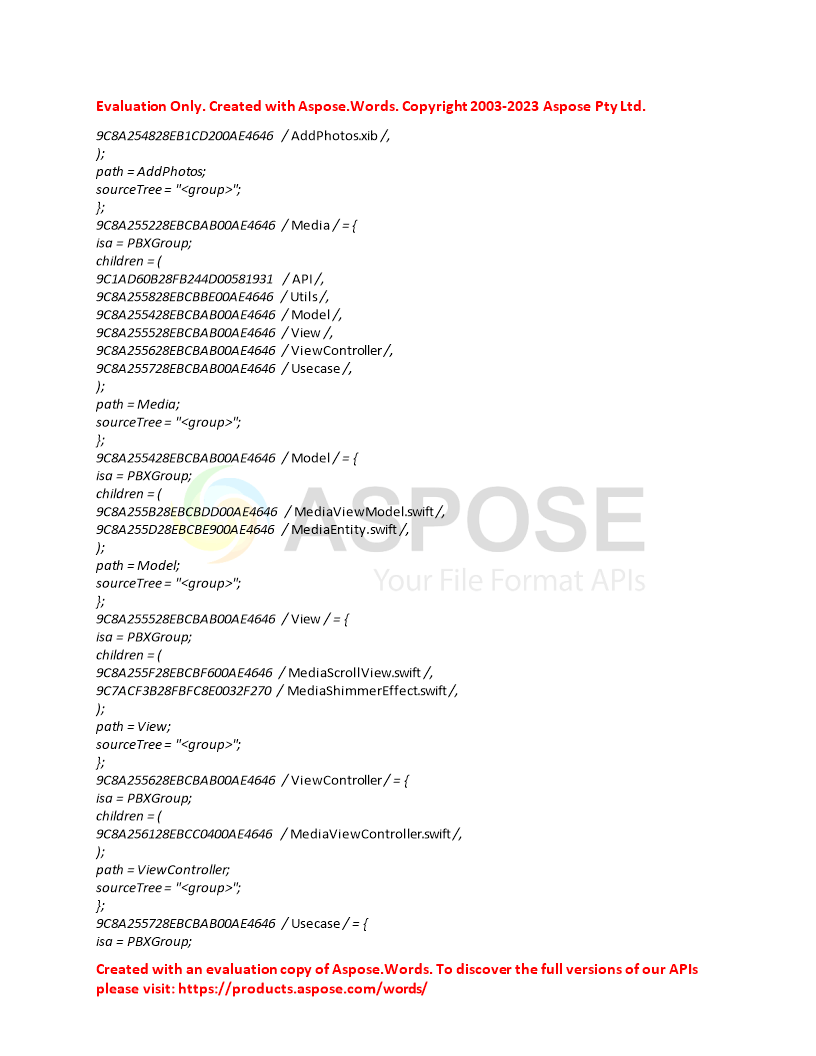 Evaluation Only. Created with Aspose.Words. Copyright 2003-2023 Aspose Pty Ltd.
9C8A254828EB1CD200AE4646 / AddPhotos.xib /,
);
path = AddPhotos;
sourceTree = "<group>";
};
9C8A255228EBCBAB00AE4646 / Media / = {
isa = PBXGroup;
children = (
9C1AD60B28FB244D00581931 / API /,
9C8A255828EBCBBE00AE4646 / Utils /,
9C8A255428EBCBAB00AE4646 / Model /,
9C8A255528EBCBAB00AE4646 / View /,
9C8A255628EBCBAB00AE4646 / ViewController /,
9C8A255728EBCBAB00AE4646 / Usecase /,
);
path = Media;
sourceTree = "<group>";
};
9C8A255428EBCBAB00AE4646 / Model / = {
isa = PBXGroup;
children = (
9C8A255B28EBCBDD00AE4646 / MediaViewModel.swift /,
9C8A255D28EBCBE900AE4646 / MediaEntity.swift /,
);
path = Model;
sourceTree = "<group>";
};
9C8A255528EBCBAB00AE4646 / View / = {
isa = PBXGroup;
children = (
9C8A255F28EBCBF600AE4646 / MediaScrollView.swift /,
9C7ACF3B28FBFC8E0032F270 / MediaShimmerEffect.swift /,
);
path = View;
sourceTree = "<group>";
};
9C8A255628EBCBAB00AE4646 / ViewController / = {
isa = PBXGroup;
children = (
9C8A256128EBCC0400AE4646 / MediaViewController.swift /,
);
path = ViewController;
sourceTree = "<group>";
};
9C8A255728EBCBAB00AE4646 / Usecase / = {
isa = PBXGroup;
ASPOSE
Your File Format APIs
Created with an evaluation copy of Aspose.Words. To discover the full versions of our APIs
please visit: https://products.aspose.com/words/